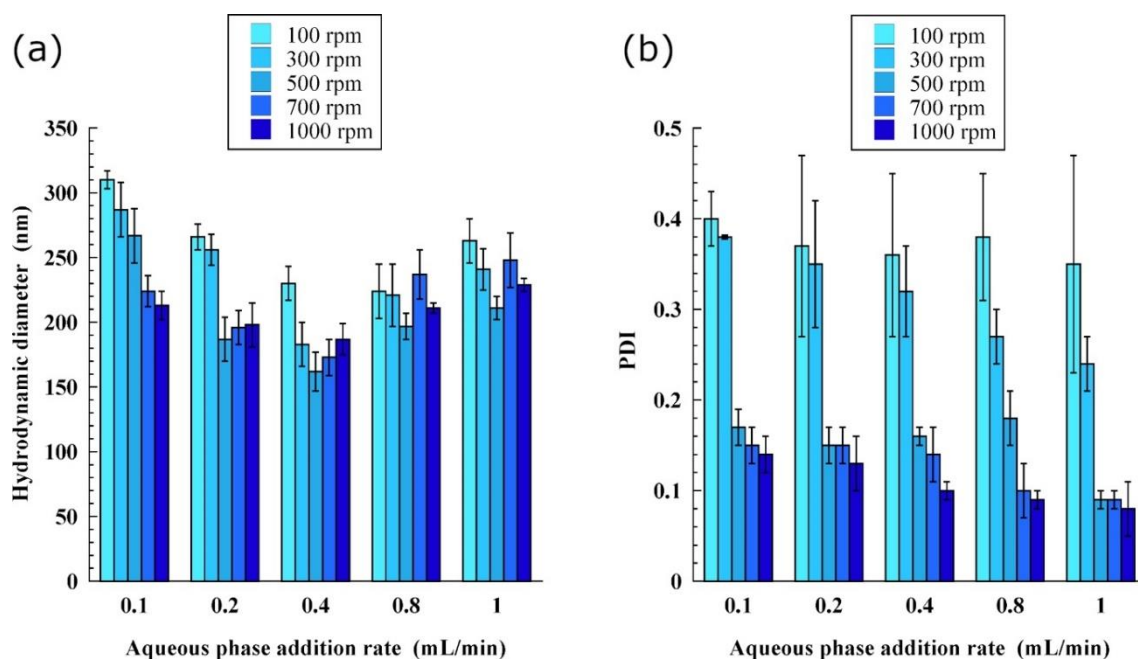 (a)
100 rpm
300 rpm
500 rpm
700 rpm
1000 rpm
350
300
250
200
150
100
50
0
Hydrodynamic diameter (nm)
0.1 0.2 0.4 0.8 1
Aqueous phase addition rate (mL/min)
(b)
100 rpm
300 rpm
500 rpm
700 rpm
1000 rpm
0.5
0.4
0.3
0.2
0.1
0
PDI
0.1 0.2 0.4 0.8 1
Aqueous phase addition rate (mL/min)